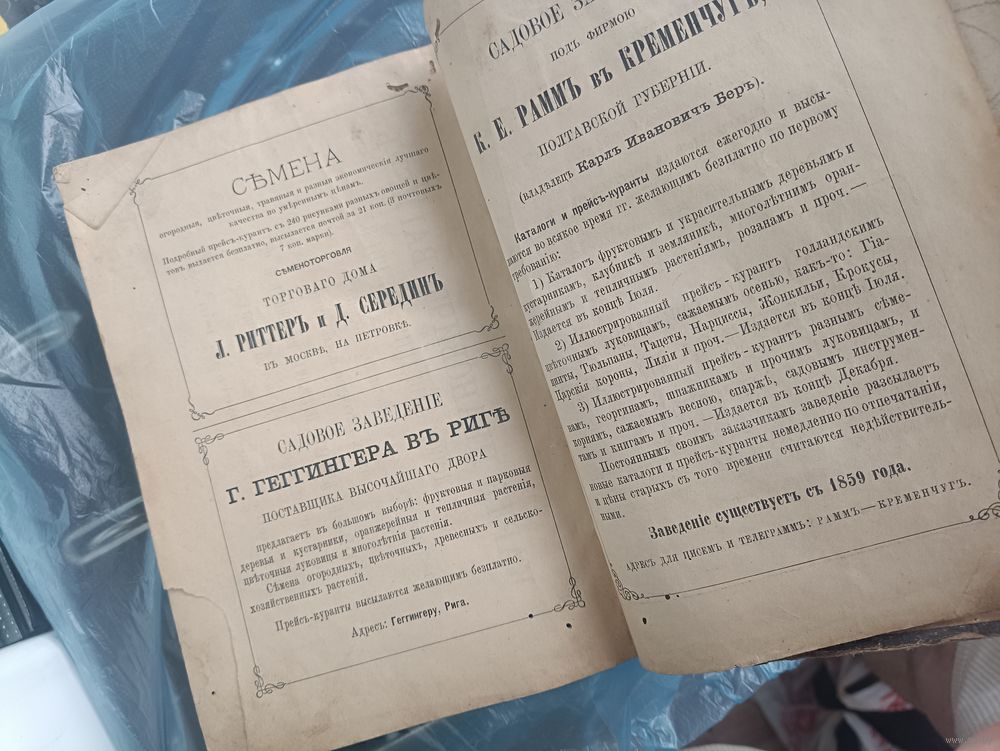 СѢМЕНА
огородныя, цвѣточныя, травяныя и разныя экономическія лучшаго
качества по умѣреннымъ цѣнамъ.
Подробный прейсъ-курантъ съ 240 рисунками разныхъ овощей и цвѣ-
товъ выдается безплатно, высылается почтой за 21 коп. (3 почтовыхъ
7 коп. марки).
СѢМЕНОТОРГОВЛЯ
ТОРГОВАГО ДОМА
J. РИТТЕРЪ и Д. СЕРЕДИНЪ
ВЪ МОСКВѢ, НА ПЕТРОВКѢ.
САДОВОЕ ЗАВЕДЕНІЕ
Г. ГЕГГИНГЕРА ВЪ РИГѢ
ПОСТАВЩИКА ВЫСОЧАЙШАГО ДВОРА
предлагаетъ въ большомъ выборѣ: фруктовыя и парковыя
деревья и кустарники, оранжерейныя и тепличныя растенія,
цвѣточныя луковицы и многолѣтнія растенія.
Сѣмена огородныхъ, цвѣточныхъ, древесныхъ и сельско-
хозяйственныхъ растеній.
Прейсъ-куранты высылаются желающимъ безплатно.
Адресъ: Геггингеру, Рига.
САДОВОЕ
ПОДЪ ФИРМОЮ
К. Е. РАММЪ въ КРЕМЕНЧУГѢ,
ПОЛТАВСКОЙ ГУБЕРНІИ.
(владѣлецъ Карлъ Ивановичъ Беръ).
Каталоги и прейсъ-куранты издаются ежегодно и высы-
лаются во всякое время гг. желающимъ безплатно по первому
требованію:
1) Каталогъ фруктовымъ и украсительнымъ деревьямъ и
кустарникамъ, клубникѣ и земляникѣ, многолѣтнимъ оран-
жерейнымъ и тепличнымъ растеніямъ, розанамъ и проч.—
Издается въ концѣ Іюля.
2) Иллюстрированный прейсъ-курантъ голландскимъ
цвѣточнымъ луковицамъ, сажаемымъ осенью, какъ-то: Гіа-
цинты, Тюльпаны, Тацеты, Нарциссы, Жонкильи, Крокусы,
Царскія короны, Лиліи и проч.—Издается въ концѣ Іюля.
3) Иллюстрированный прейсъ-курантъ разнымъ сѣме-
намъ, георгинамъ, шпажникамъ и прочимъ луковицамъ, и
корнямъ, сажаемымъ весною, спаржѣ, садовымъ инструмен-
тамъ и книгамъ и проч.—Издается въ концѣ Декабря.
Постояннымъ своимъ заказчикамъ заведеніе разсылаетъ
новые каталоги и прейсъ-куранты немедленно по отпечатаніи,
и цѣны старыхъ съ того времени считаются недѣйствитель-
ными.
Заведеніе существуетъ съ 1859 года.
АДРЕСЪ ДЛЯ ПИСЕМЪ И ТЕЛЕГРАММЪ: РАММЪ—КРЕМЕНЧУГЪ.